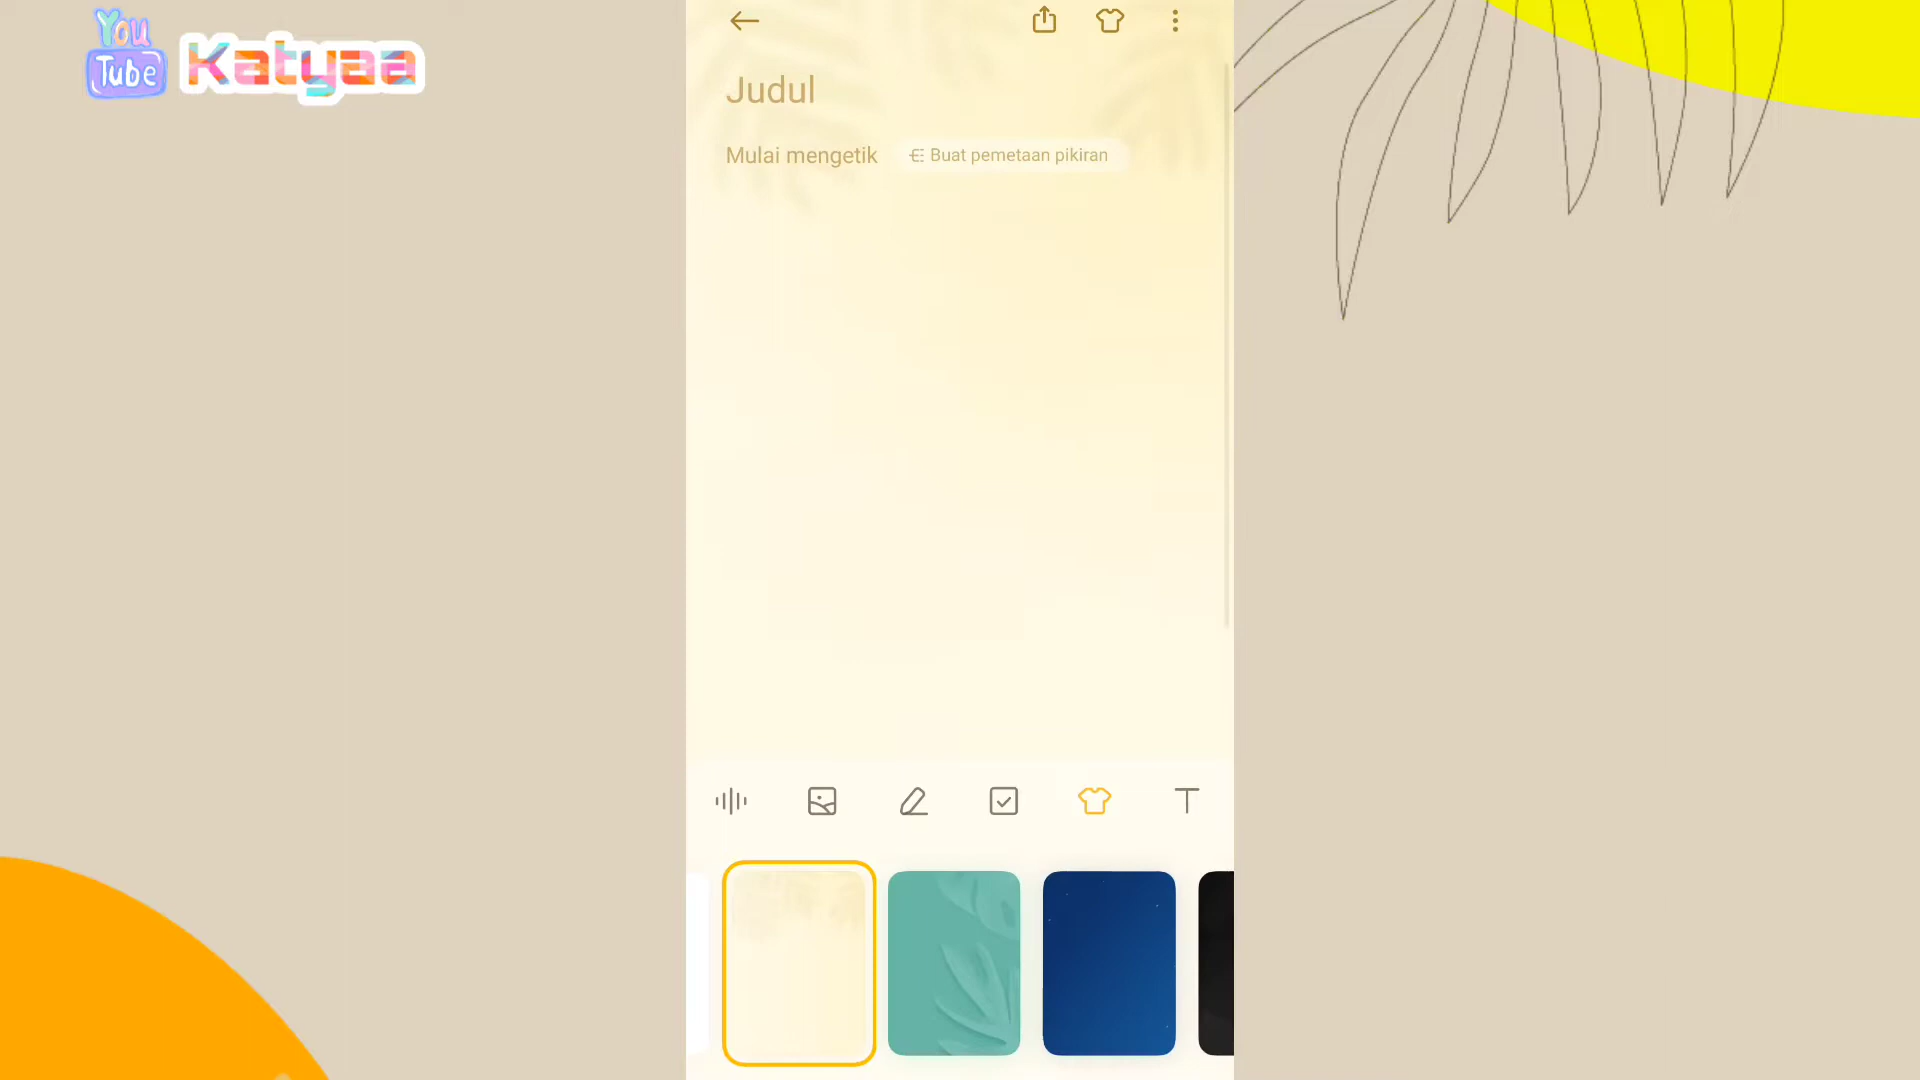 You
Tube
Katyaa
Judul
Mulai mengetik
Buat pemetaan pikiran